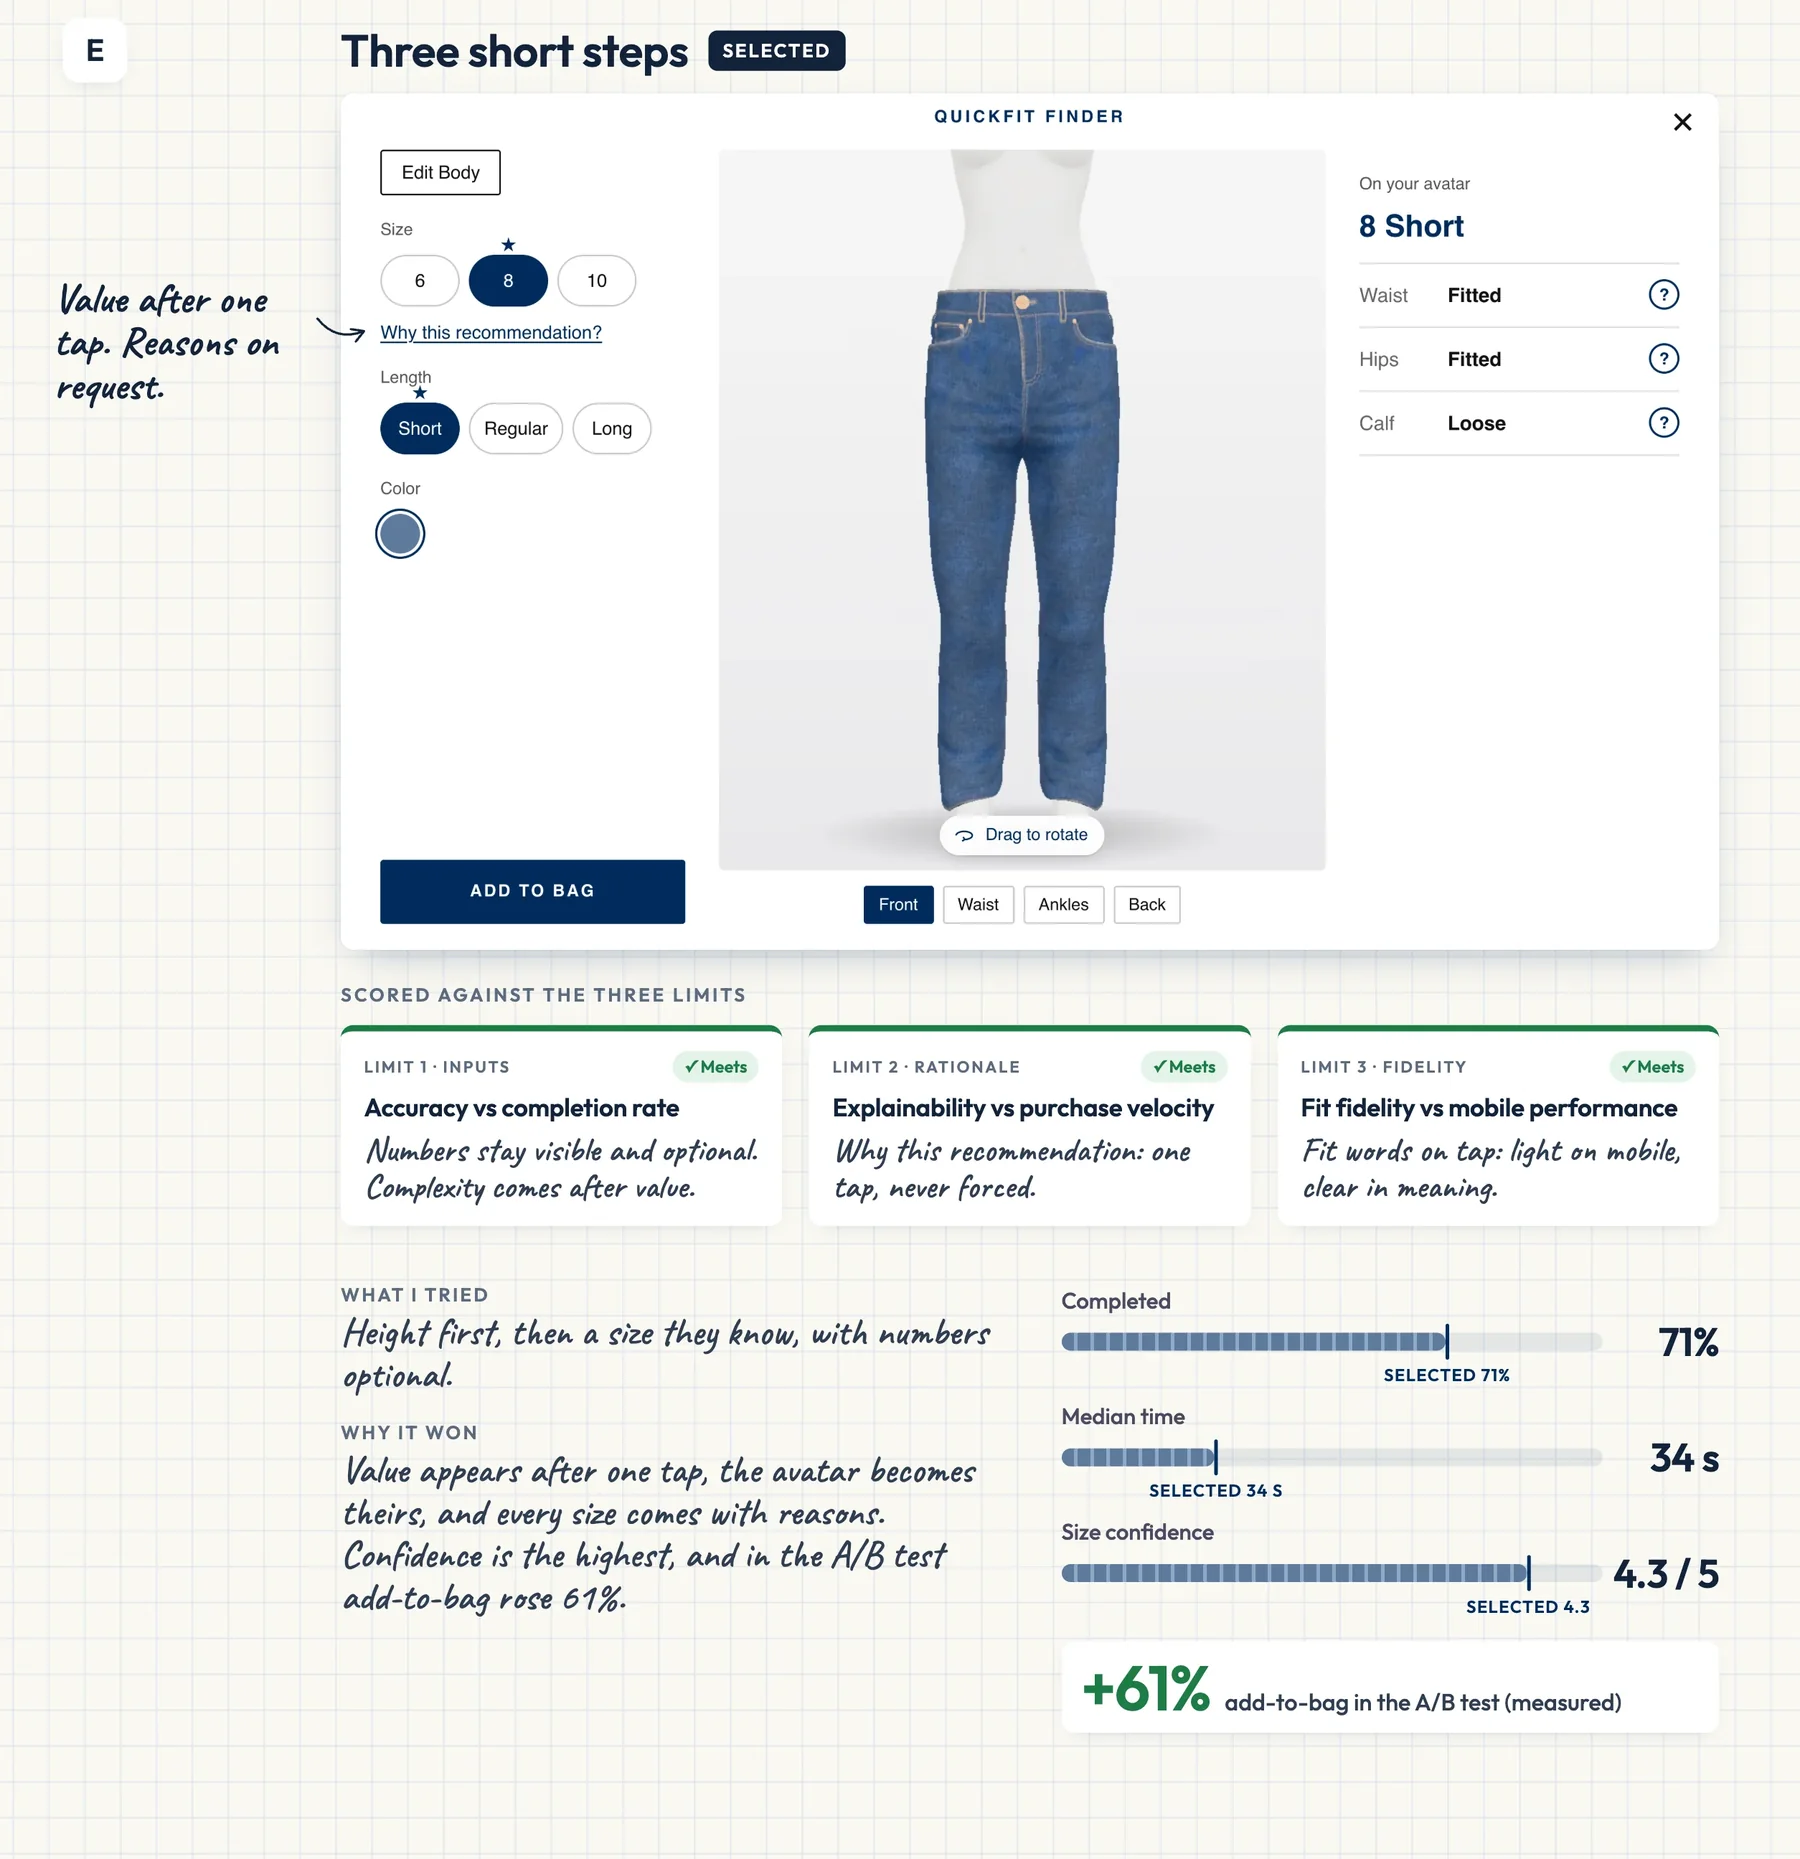 E
Three short steps
SELECTED
QUICKFIT FINDER
Edit Body
Size
6
8
10
Why this recommendation?
Value after one
tap. Reasons on
request.
Length
Short
Regular
Long
Color
ADD TO BAG
Drag to rotate
Front
Waist
Ankles
Back
On your avatar
8 Short
Waist Fitted ?
Hips Fitted ?
Calf Loose ?
SCORED AGAINST THE THREE LIMITS
LIMIT 1 · INPUTS
✓Meets
Accuracy vs completion rate
Numbers stay visible and optional.
Complexity comes after value.
LIMIT 2 · RATIONALE
✓Meets
Explainability vs purchase velocity
Why this recommendation: one
tap, never forced.
LIMIT 3 · FIDELITY
✓Meets
Fit fidelity vs mobile performance
Fit words on tap: light on mobile,
clear in meaning.
WHAT I TRIED
Height first, then a size they know, with numbers
optional.
WHY IT WON
Value appears after one tap, the avatar becomes
theirs, and every size comes with reasons.
Confidence is the highest, and in the A/B test
add-to-bag rose 61%.
Completed
71%
SELECTED 71%
Median time
34 s
SELECTED 34 S
Size confidence
4.3 / 5
SELECTED 4.3
+61% add-to-bag in the A/B test (measured)